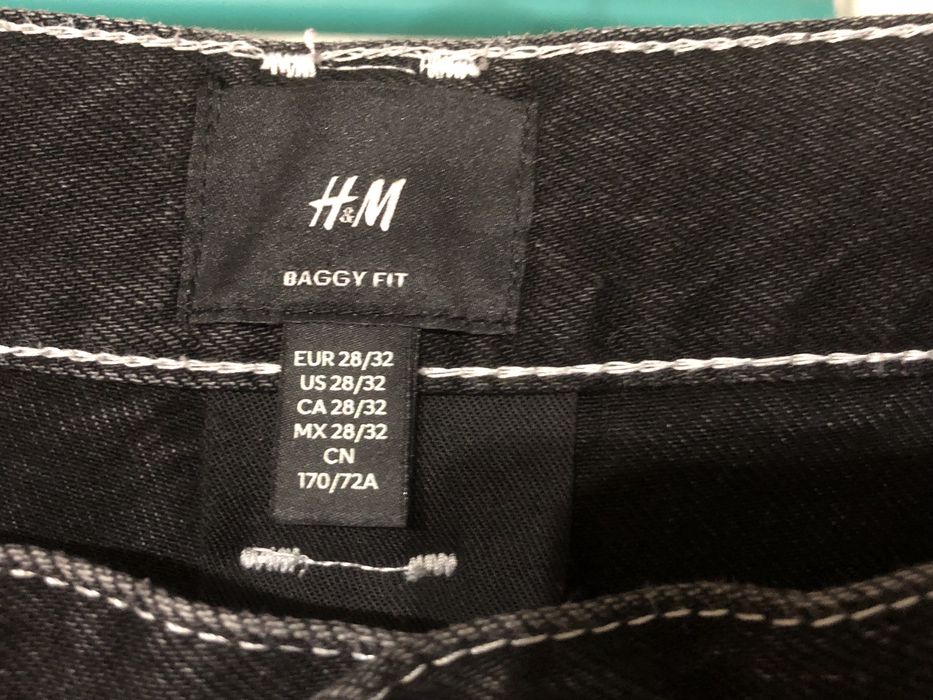 H&M
BAGGY FIT
EUR 28/32
US 28/32
CA 28/32
MX 28/32
CN
170/72A